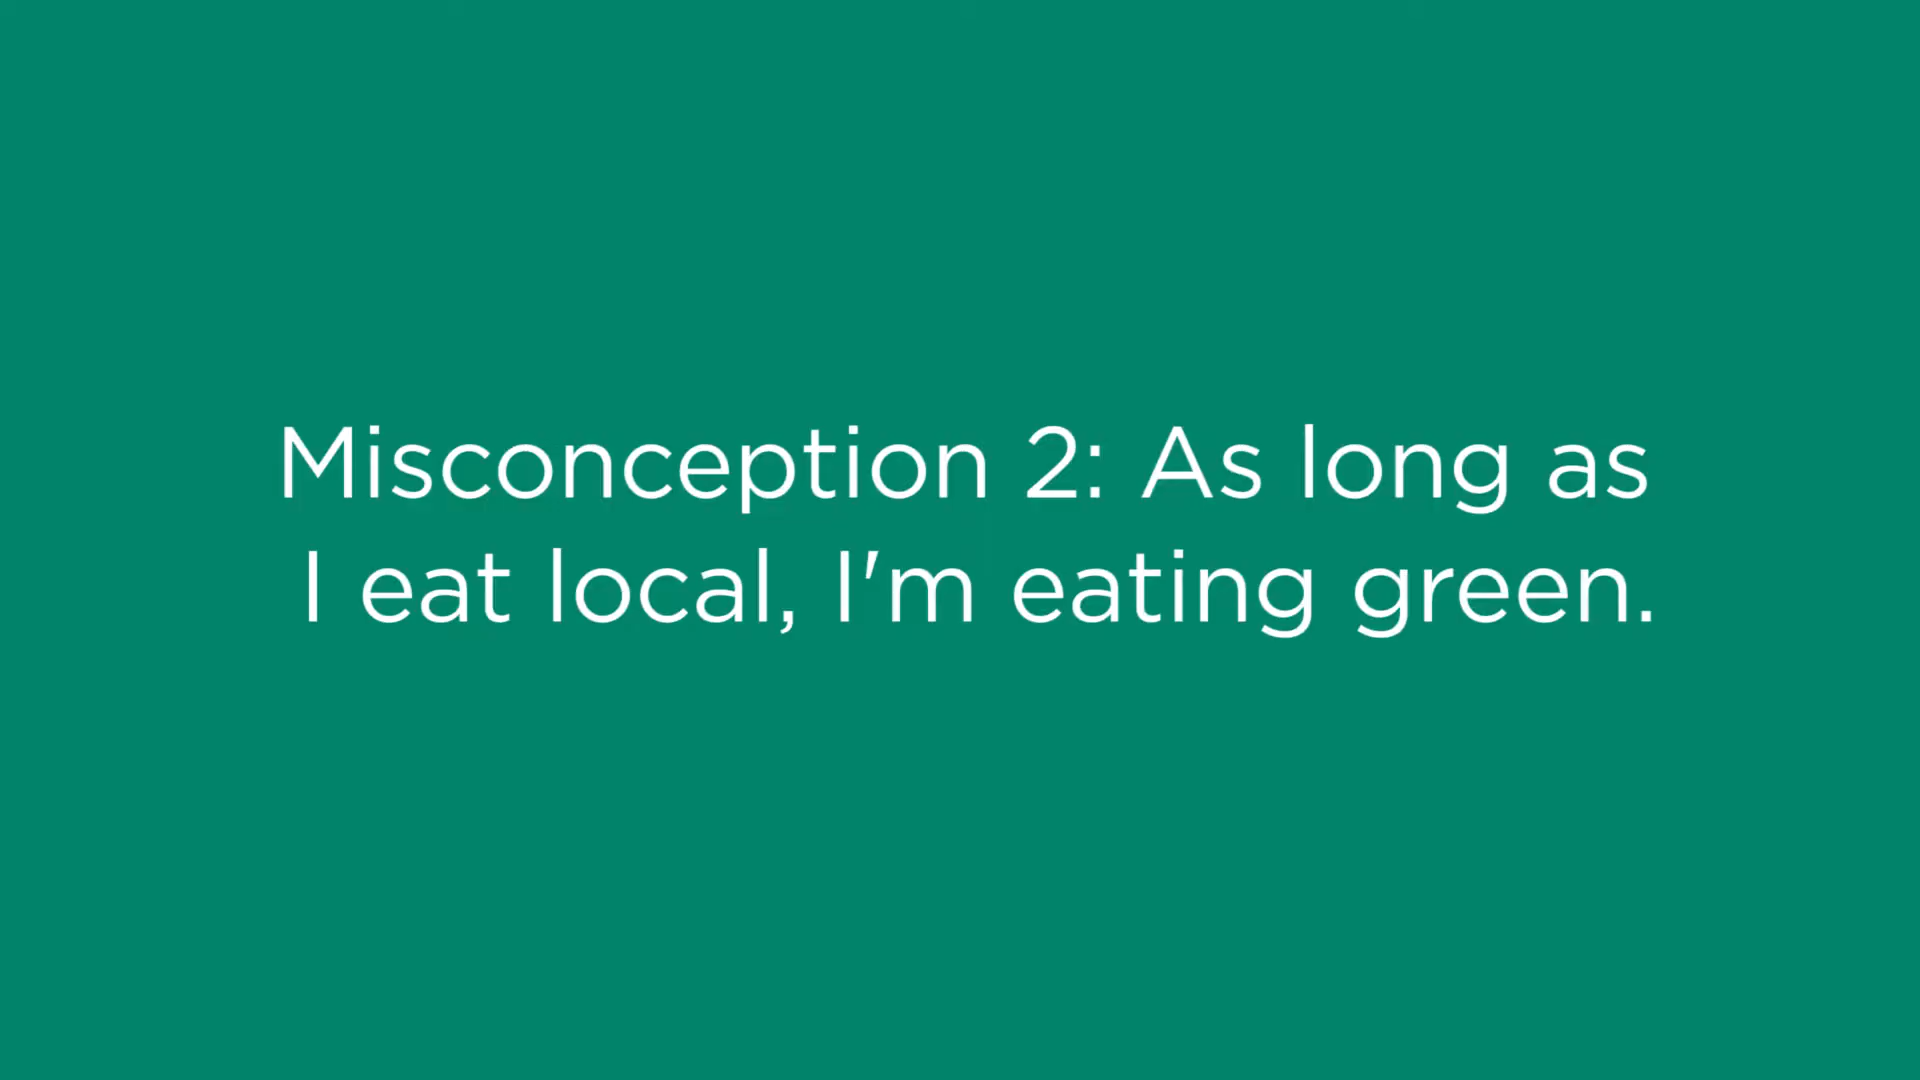 Misconception 2: As long as
I eat local, I'm eating green.